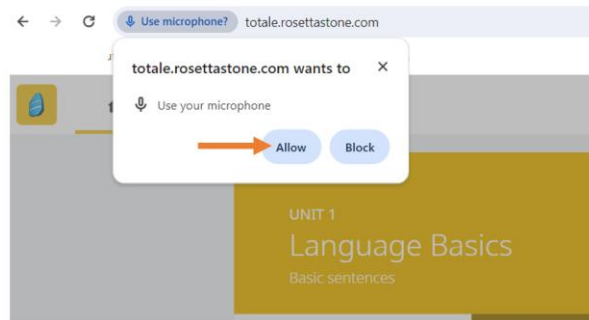 Use microphone? totale.rosettastone.com
totale.rosettastone.com wants to
Use your microphone
Allow Block
UNIT 1
Language Basics
Basic sentences